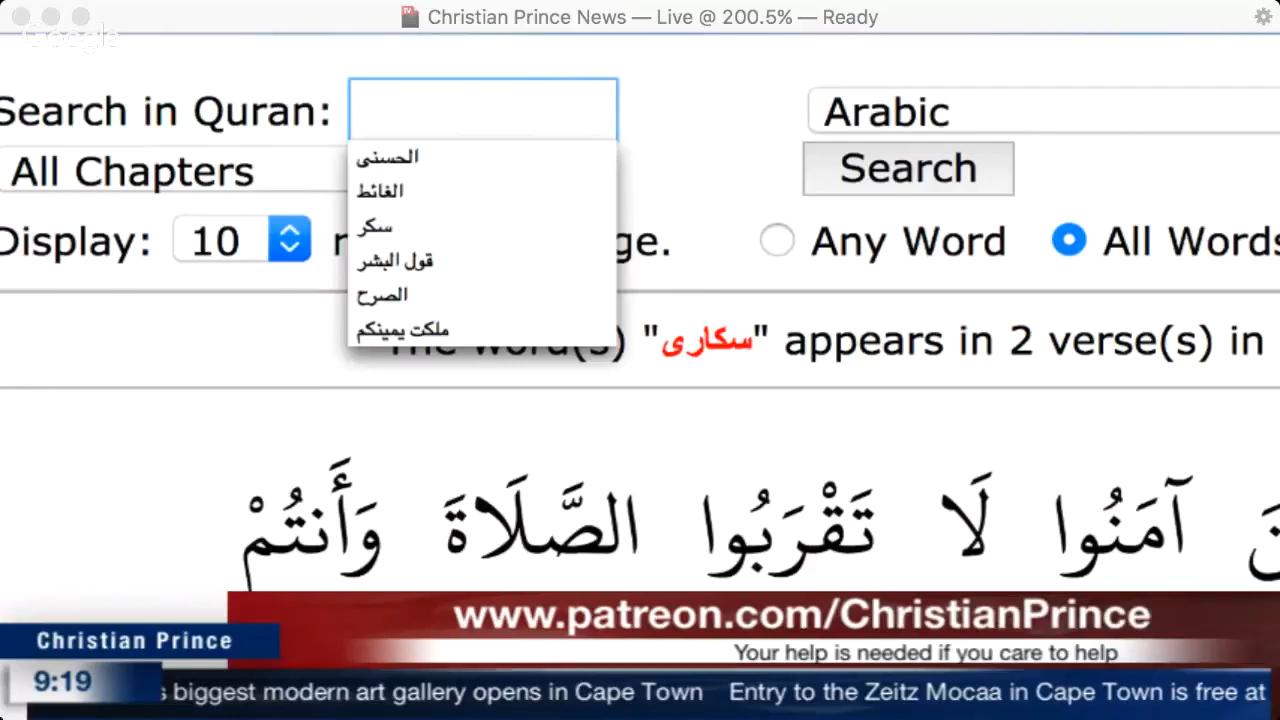 Christian Prince News — Live @ 200.5% — Ready
Google
Search in Quran:
Arabic
الحسنى
الغائط
سكر
قول البشر
الصرح
ملكت يمينكم
All Chapters
Search
Display: 10
ge.
Any Word
All Words
The word(s) "سكارى" appears in 2 verse(s) in
آمَنُوا لَا تَقْرَبُوا الصَّلَاةَ وَأَنتُمْ
www.patreon.com/ChristianPrince
Your help is needed if you care to help
Christian Prince
9:19
s biggest modern art gallery opens in Cape Town Entry to the Zeitz Mocaa in Cape Town is free at